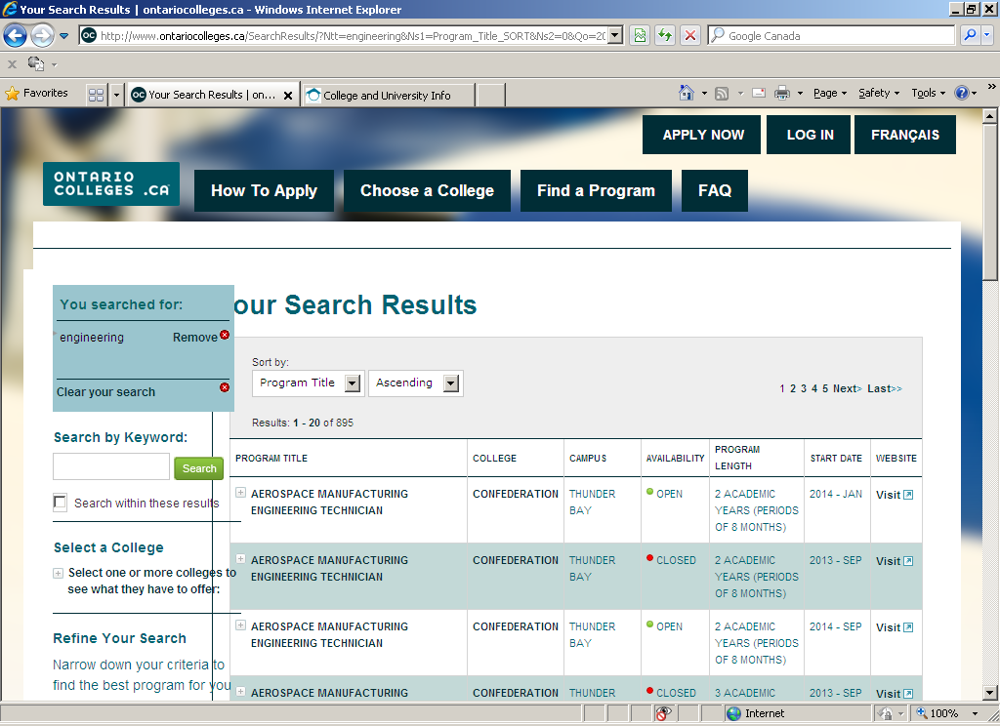 Your Search Results | ontariocolleges.ca - Windows Internet Explorer
http://www.ontariocolleges.ca/SearchResults/?Ntt=engineering&Ns1=Program_Title_SORT&Ns2=0&Qo=20
Google Canada
Favorites
Your Search Results | on...
College and University Info
Page
Safety
Tools
APPLY NOW
LOG IN
FRANÇAIS
ONTARIO
COLLEGES .CA
How To Apply
Choose a College
Find a Program
FAQ
You searched for:
engineering Remove
Clear your search
Search by Keyword:
Search
Search within these results
Select a College
Select one or more colleges to
see what they have to offer:
Refine Your Search
Narrow down your criteria to
find the best program for you
our Search Results
Sort by:
Program Title
Ascending
1 2 3 4 5 Next> Last>>
Results: 1 - 20 of 895
PROGRAM TITLE COLLEGE CAMPUS AVAILABILITY PROGRAM LENGTH START DATE WEBSITE
AEROSPACE MANUFACTURING CONFEDERATION THUNDER OPEN 2 ACADEMIC 2014 - JAN Visit
ENGINEERING TECHNICIAN BAY YEARS (PERIODS
OF 8 MONTHS)
AEROSPACE MANUFACTURING CONFEDERATION THUNDER CLOSED 2 ACADEMIC 2013 - SEP Visit
ENGINEERING TECHNICIAN BAY YEARS (PERIODS
OF 8 MONTHS)
AEROSPACE MANUFACTURING CONFEDERATION THUNDER OPEN 2 ACADEMIC 2014 - SEP Visit
ENGINEERING TECHNICIAN BAY YEARS (PERIODS
OF 8 MONTHS)
AEROSPACE MANUFACTURING CONFEDERATION THUNDER CLOSED 3 ACADEMIC 2013 - SEP Visit
Internet
100%